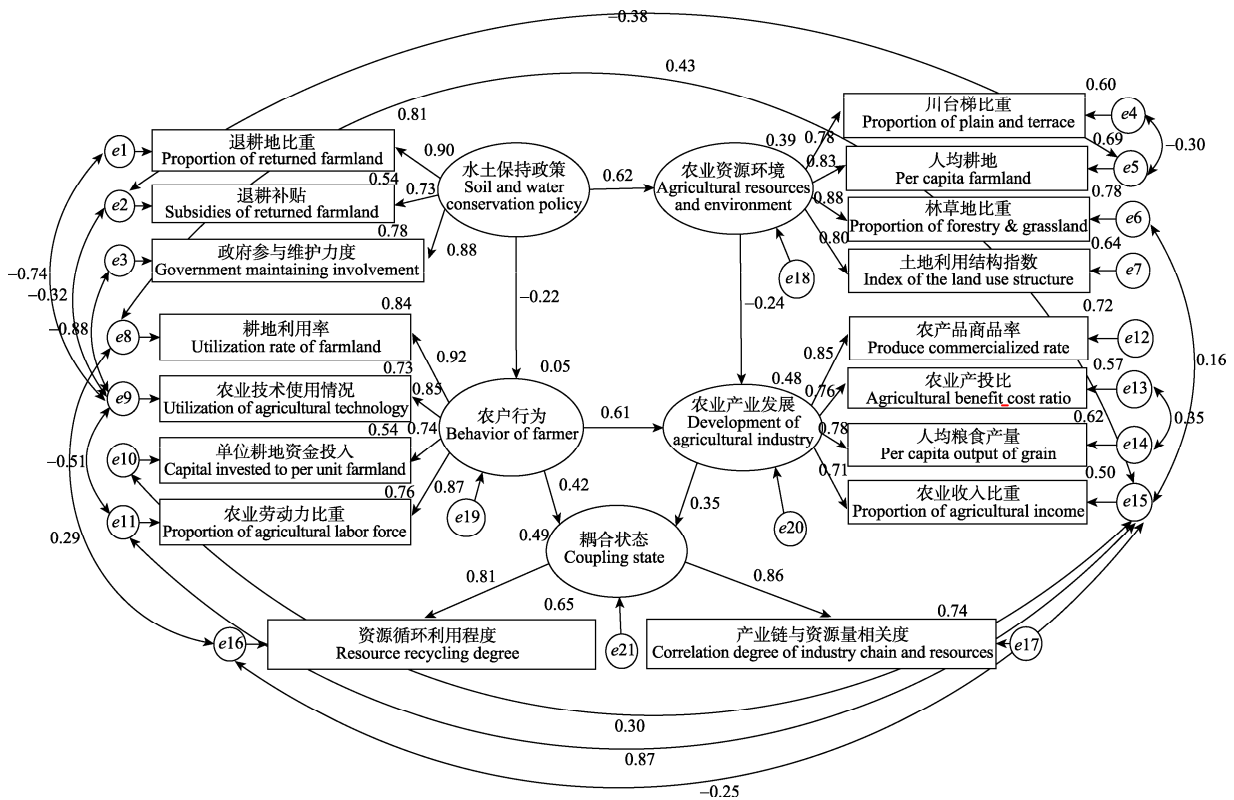 −0.38
0.43
0.60
0.81
川台梯比重
Proportion of plain and terrace
e4
−0.30
e1
退耕地比重
Proportion of returned farmland
0.90
水土保持政策
Soil and water
conservation policy
0.62
0.39
农业资源环境
Agricultural resources
and environment
0.78
0.83
0.88
0.80
0.69
人均耕地
Per capita farmland
e5
0.54
0.73
e2
退耕补贴
Subsidies of returned farmland
0.78
林草地比重
Proportion of forestry & grassland
e6
0.78
0.88
e3
政府参与维护力度
Government maintaining involvement
0.64
土地利用结构指数
Index of the land use structure
e7
e18
−0.74
−0.32
−0.88
−0.22
−0.24
0.84
0.72
e8
耕地利用率
Utilization rate of farmland
0.92
农产品商品率
Produce commercialized rate
e12
0.85
0.16
0.73
0.05
0.48
0.57
e9
农业技术使用情况
Utilization of agricultural technology
0.85
农户行为
Behavior of farmer
0.61
农业产业发展
Development of
agricultural industry
0.76
农业产投比
Agricultural benefit cost ratio
e13
0.35
0.54
0.74
0.78
0.62
e10
单位耕地资金投入
Capital invested to per unit farmland
人均粮食产量
Per capita output of grain
e14
−0.51
0.76
0.87
0.71
0.50
e11
农业劳动力比重
Proportion of agricultural labor force
e19
0.42
0.35
e20
农业收入比重
Proportion of agricultural income
e15
0.29
0.49
耦合状态
Coupling state
0.81
0.86
0.65
0.74
e16
资源循环利用程度
Resource recycling degree
e21
产业链与资源量相关度
Correlation degree of industry chain and resources
e17
0.30
0.87
−0.25